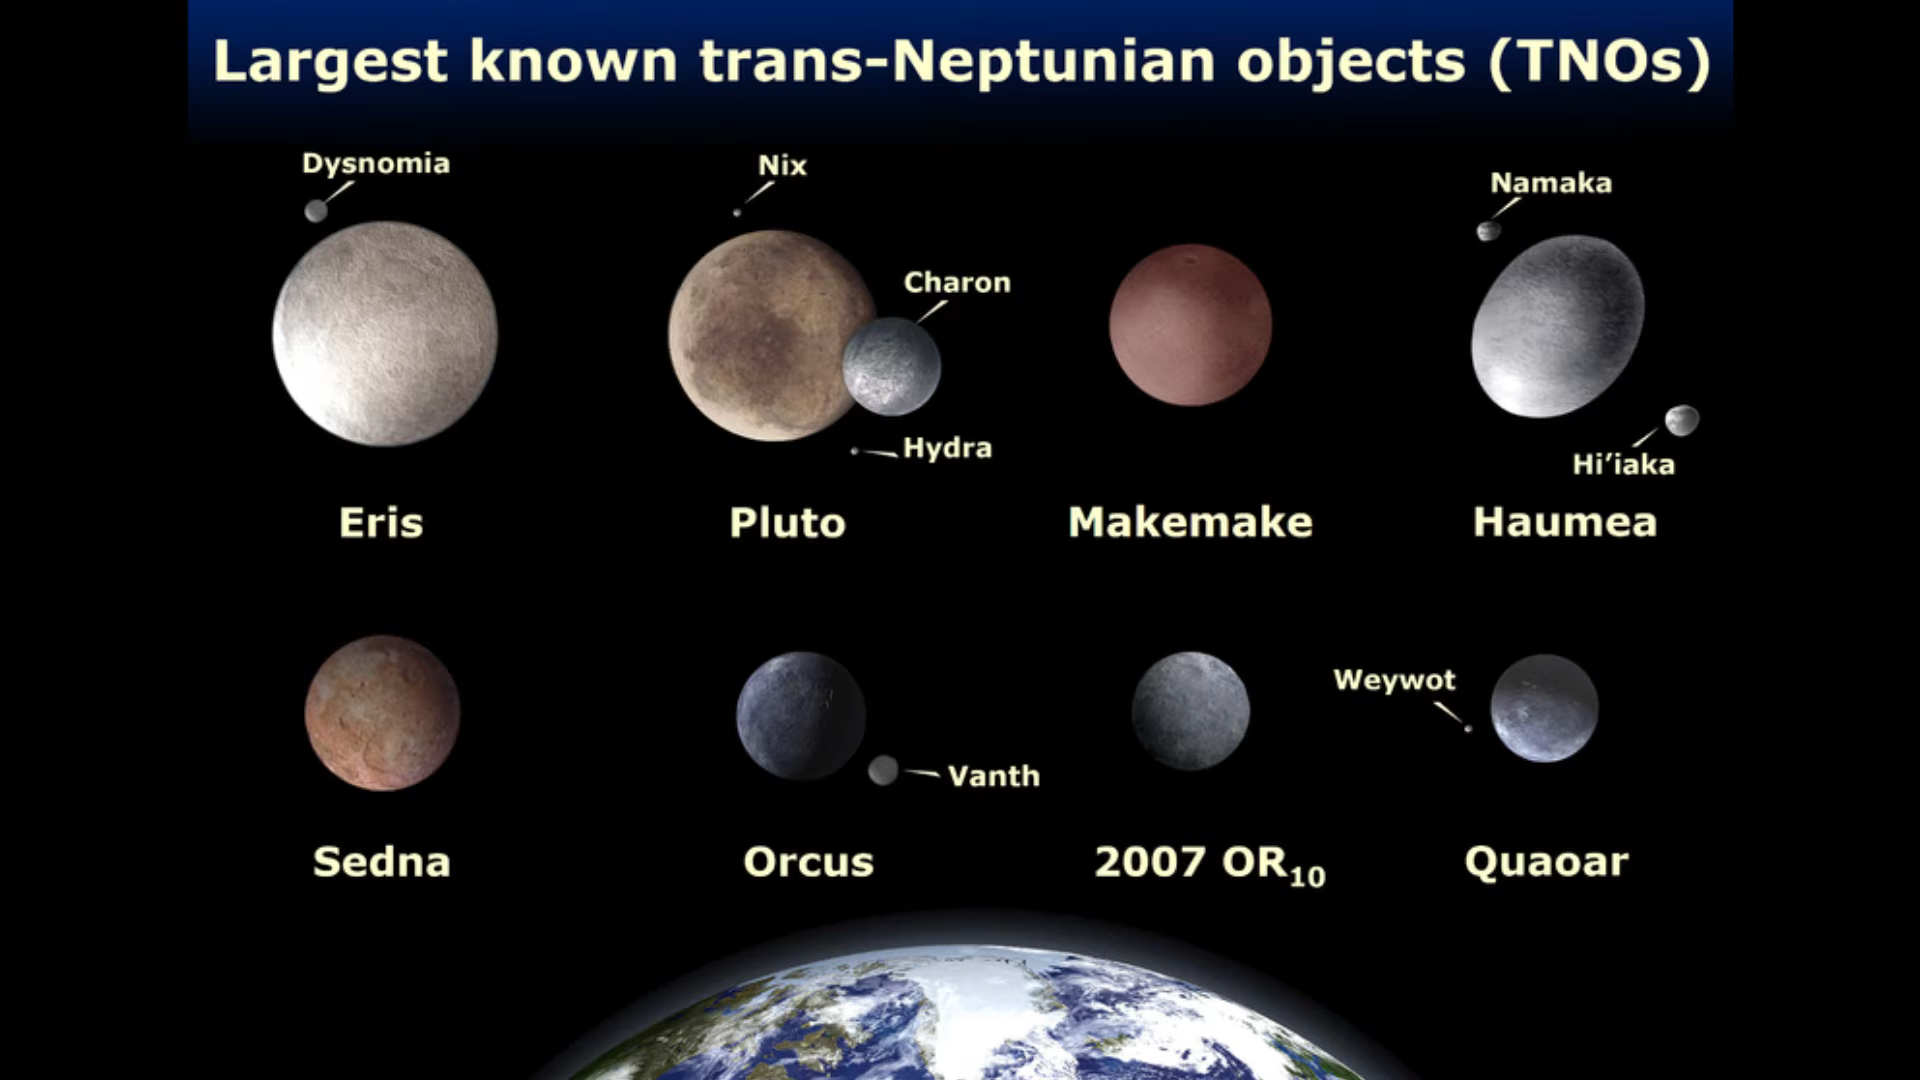 Largest known trans-Neptunian objects (TNOs)
Dysnomia
Nix
Namaka
Charon
Hydra
Hi’iaka
Eris
Pluto
Makemake
Haumea
Weywot
Vanth
Sedna
Orcus
2007 OR₁₀
Quaoar